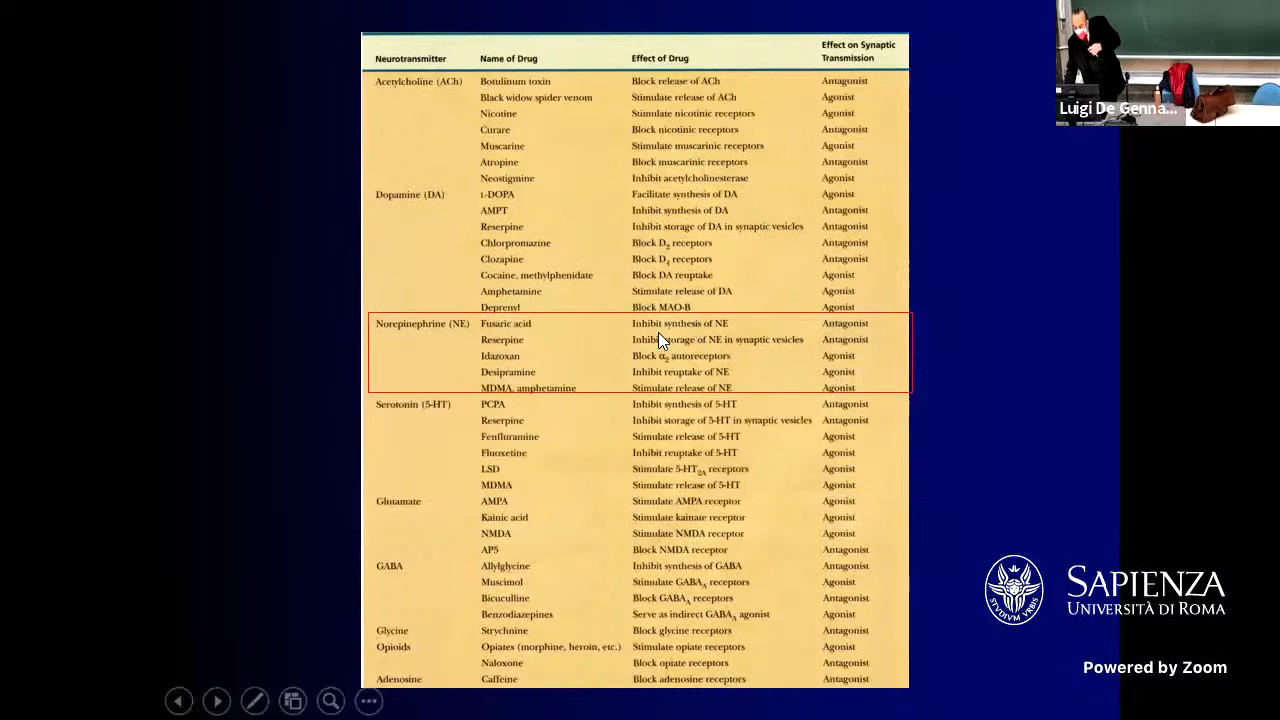 Effect on Synaptic
Neurotransmitter Name of Drug Effect of Drug Transmission
Acetylcholine (ACh) Botulinum toxin Block release of ACh Antagonist
Black widow spider venom Stimulate release of ACh Agonist
Nicotine Stimulate nicotinic receptors Agonist
Curare Block nicotinic receptors Antagonist
Muscarine Stimulate muscarinic receptors Agonist
Atropine Block muscarinic receptors Antagonist
Neostigmine Inhibit acetylcholinesterase Agonist
Dopamine (DA) L-DOPA Facilitate synthesis of DA Agonist
AMPT Inhibit synthesis of DA Antagonist
Reserpine Inhibit storage of DA in synaptic vesicles Antagonist
Chlorpromazine Block D2 receptors Antagonist
Clozapine Block D4 receptors Antagonist
Cocaine, methylphenidate Block DA reuptake Agonist
Amphetamine Stimulate release of DA Agonist
Deprenyl Block MAO-B Agonist
Norepinephrine (NE) Fusaric acid Inhibit synthesis of NE Antagonist
Reserpine Inhibit storage of NE in synaptic vesicles Antagonist
Idazoxan Block α2 autoreceptors Agonist
Desipramine Inhibit reuptake of NE Agonist
MDMA, amphetamine Stimulate release of NE Agonist
Serotonin (5-HT) PCPA Inhibit synthesis of 5-HT Antagonist
Reserpine Inhibit storage of 5-HT in synaptic vesicles Antagonist
Fenfluramine Stimulate release of 5-HT Agonist
Fluoxetine Inhibit reuptake of 5-HT Agonist
LSD Stimulate 5-HT2A receptors Agonist
MDMA Stimulate release of 5-HT Agonist
Glutamate AMPA Stimulate AMPA receptor Agonist
Kainic acid Stimulate kainate receptor Agonist
NMDA Stimulate NMDA receptor Agonist
AP5 Block NMDA receptor Antagonist
GABA Allylglycine Inhibit synthesis of GABA Antagonist
Muscimol Stimulate GABAA receptors Agonist
Bicuculline Block GABAA receptors Antagonist
Benzodiazepines Serve as indirect GABAA agonist Agonist
Glycine Strychnine Block glycine receptors Antagonist
Opioids Opiates (morphine, heroin, etc.) Stimulate opiate receptors Agonist
Naloxone Block opiate receptors Antagonist
Adenosine Caffeine Block adenosine receptors Antagonist
Luigi De Genna...
STUDIUM URBIS
SAPIENZA
UNIVERSITÀ DI ROMA
Powered by Zoom